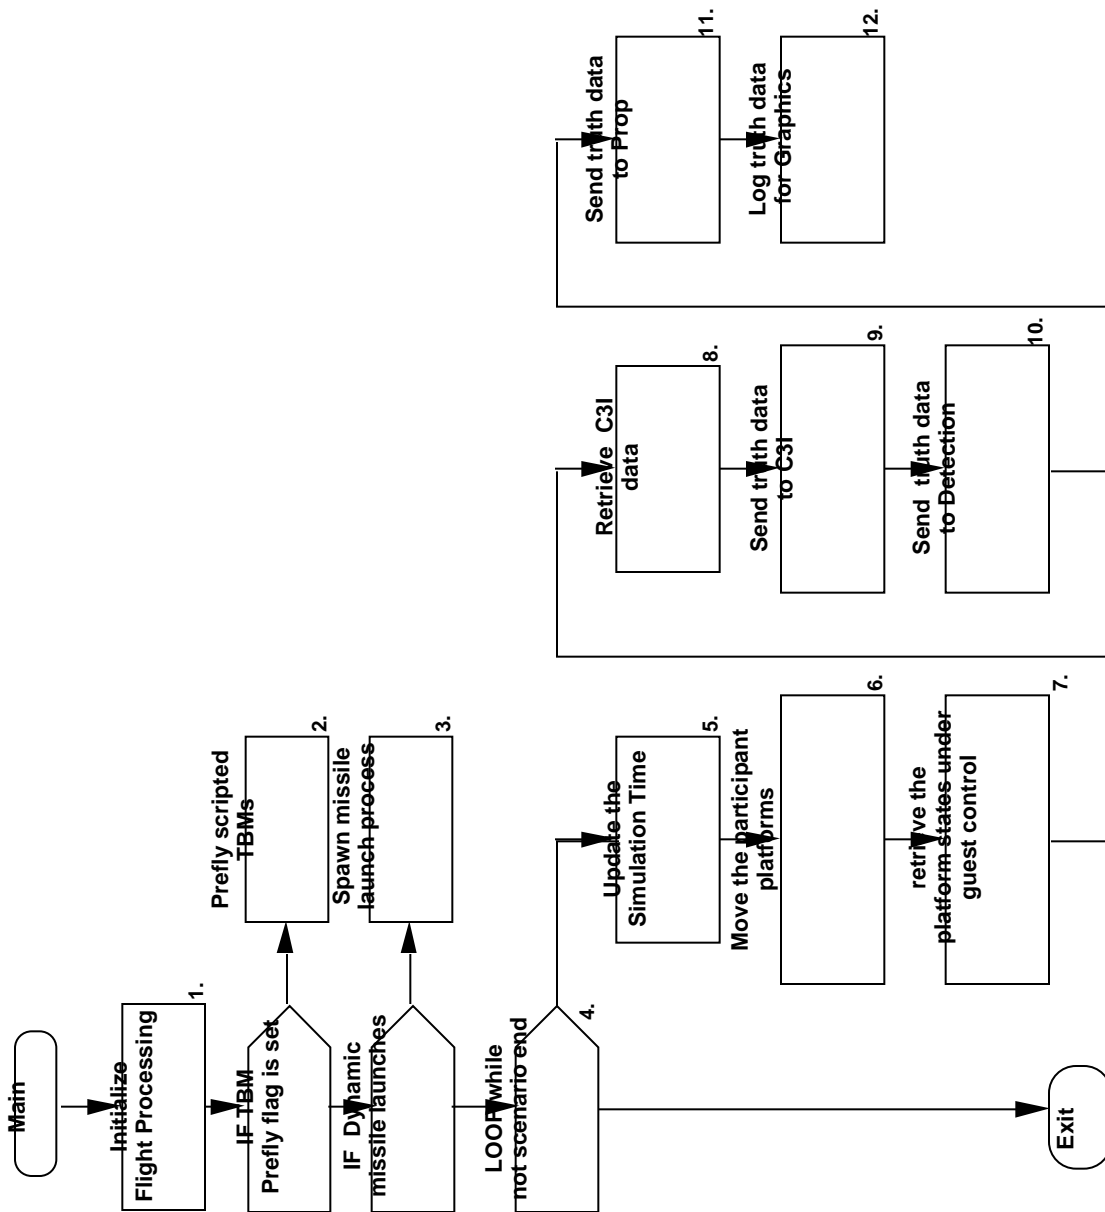 Main
Initialize
Flight Processing
1.
IF TBM
Prefly flag is set
Prefly scripted
TBMs
2.
IF Dynamic
missile launches
Spawn missile
launch process
3.
LOOP while
not scenario end
4.
Exit
Update the
Simulation Time
5.
Move the participant
platforms
6.
retrieve the
platform states under
guest control
7.
Retrieve C3I
data
8.
Send truth data
to C3I
9.
Send truth data
to Detection
10.
Send truth data
to Prop
11.
Log truth data
for Graphics
12.